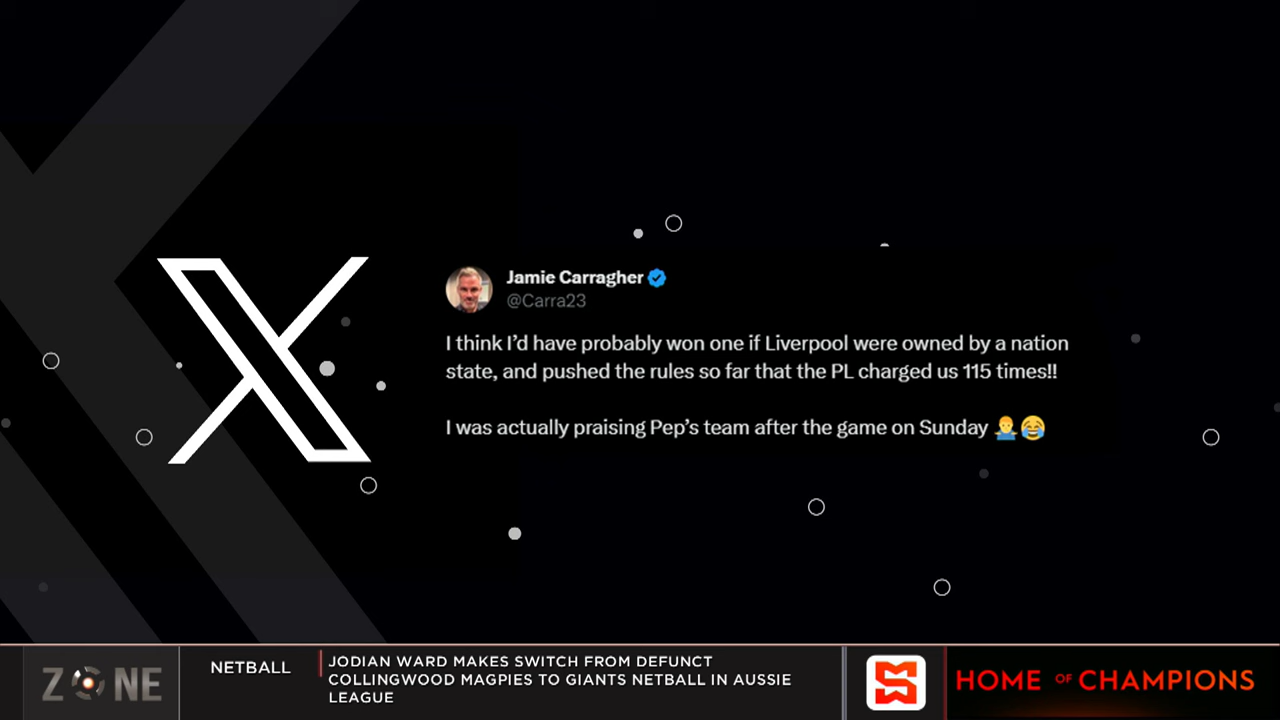 Jamie Carragher
@Carra23
I think I'd have probably won one if Liverpool were owned by a nation
state, and pushed the rules so far that the PL charged us 115 times!!
I was actually praising Pep's team after the game on Sunday 🤷‍♂️😂
ZONE
NETBALL
JODIAN WARD MAKES SWITCH FROM DEFUNCT
COLLINGWOOD MAGPIES TO GIANTS NETBALL IN AUSSIE
LEAGUE
HOME OF CHAMPIONS